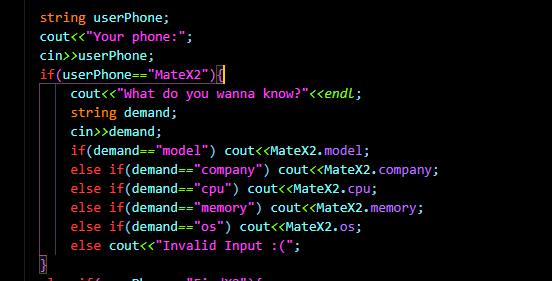 string userPhone;
cout<<"Your phone:";
cin>>userPhone;
if(userPhone=="MateX2"){
cout<<"What do you wanna know?"<<endl;
string demand;
cin>>demand;
if(demand=="model") cout<<MateX2.model;
else if(demand=="company") cout<<MateX2.company;
else if(demand=="cpu") cout<<MateX2.cpu;
else if(demand=="memory") cout<<MateX2.memory;
else if(demand=="os") cout<<MateX2.os;
else cout<<"Invalid Input :(";
}